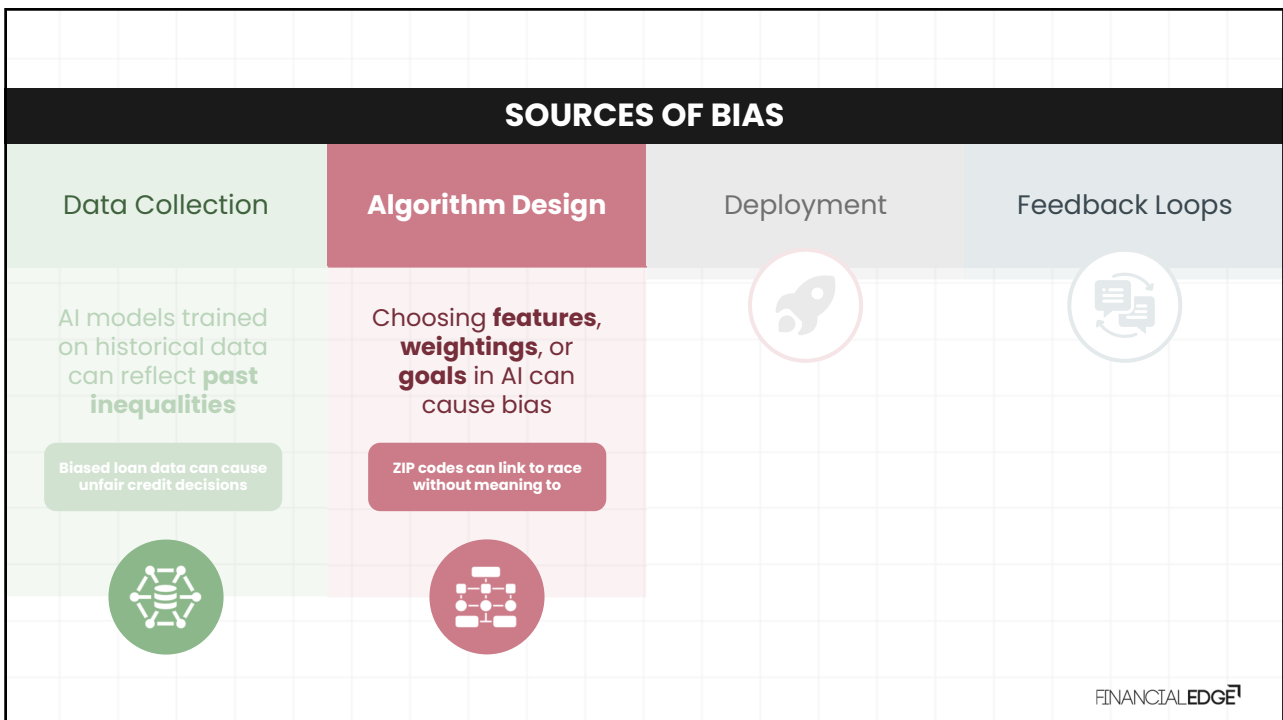 SOURCES OF BIAS
Data Collection
Algorithm Design
Deployment
Feedback Loops
AI models trained
on historical data
can reflect past
inequalities
Biased loan data can cause
unfair credit decisions
Choosing features,
weightings, or
goals in AI can
cause bias
ZIP codes can link to race
without meaning to
FINANCIALEDGE